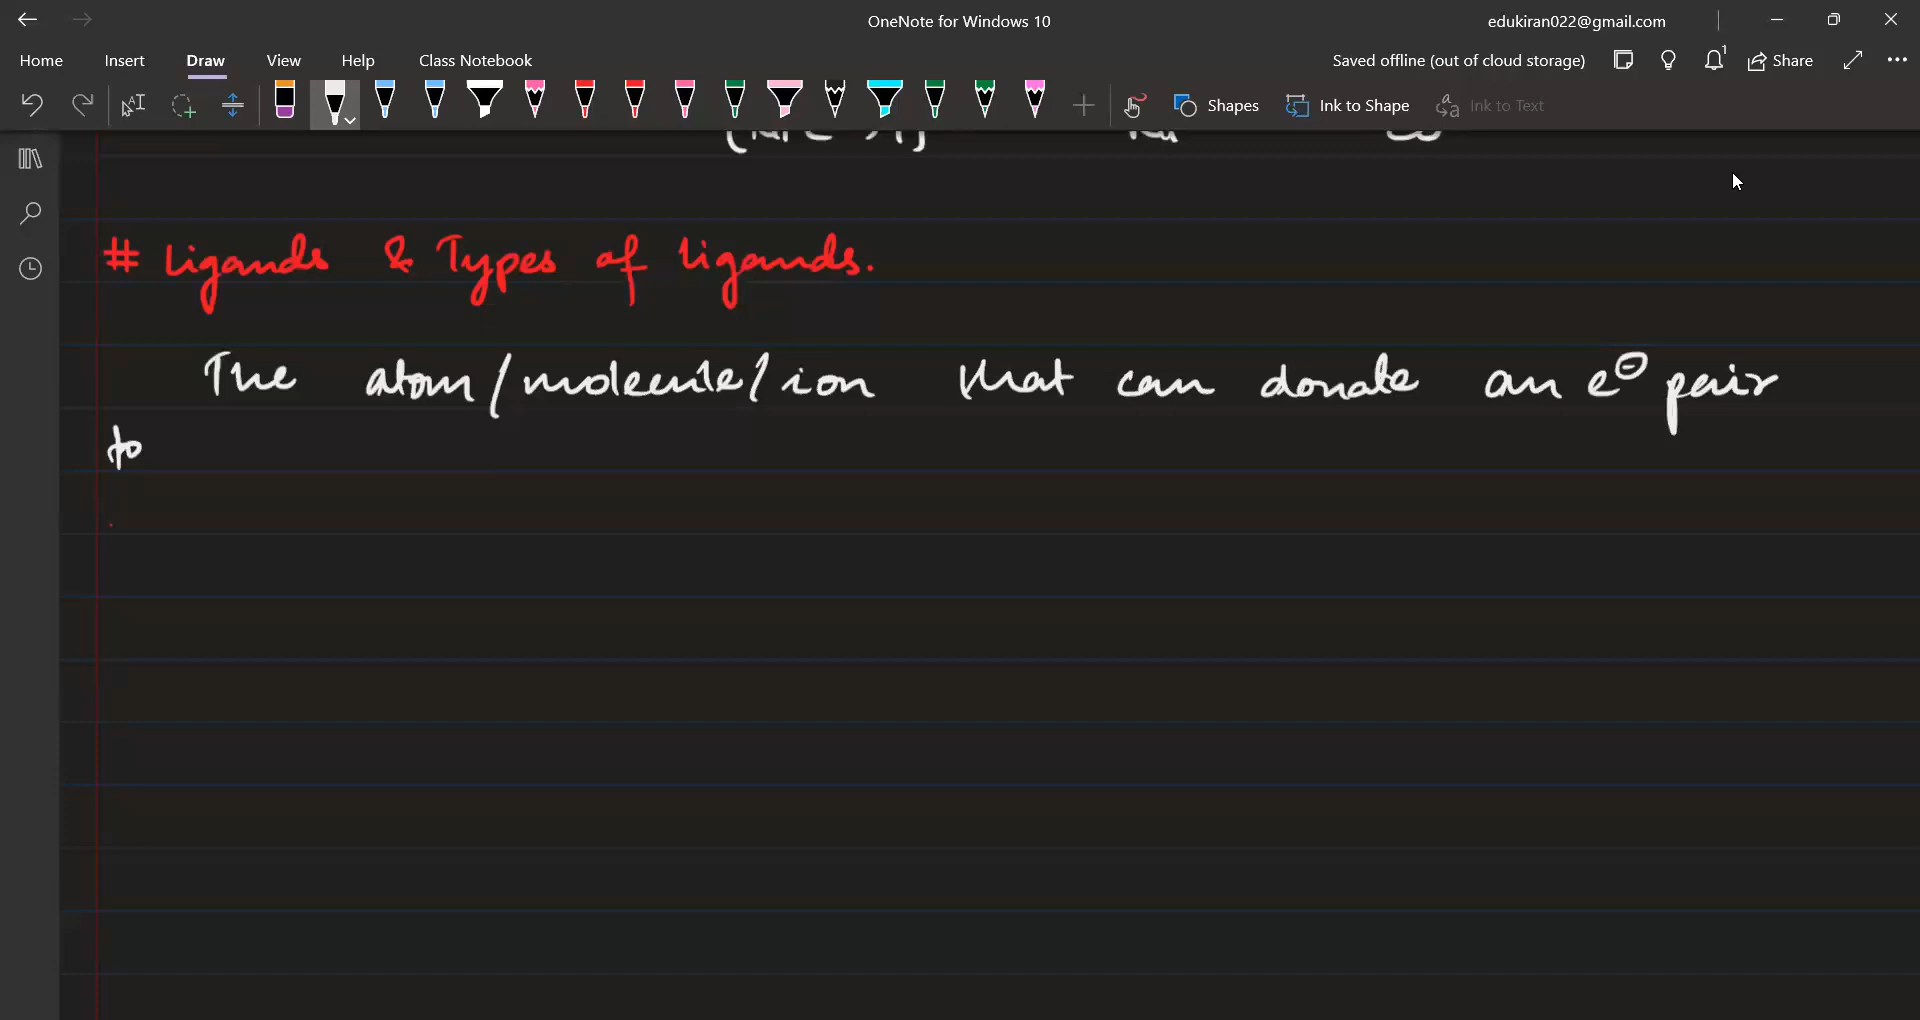 OneNote for Windows 10
edukiran022@gmail.com
Home Insert Draw View Help Class Notebook
Saved offline (out of cloud storage)
1
Share
Shapes
Ink to Shape
Ink to Text
# Ligands & Types of ligands.
The atom/molecule/ion that can donate an e⊖ pair
to